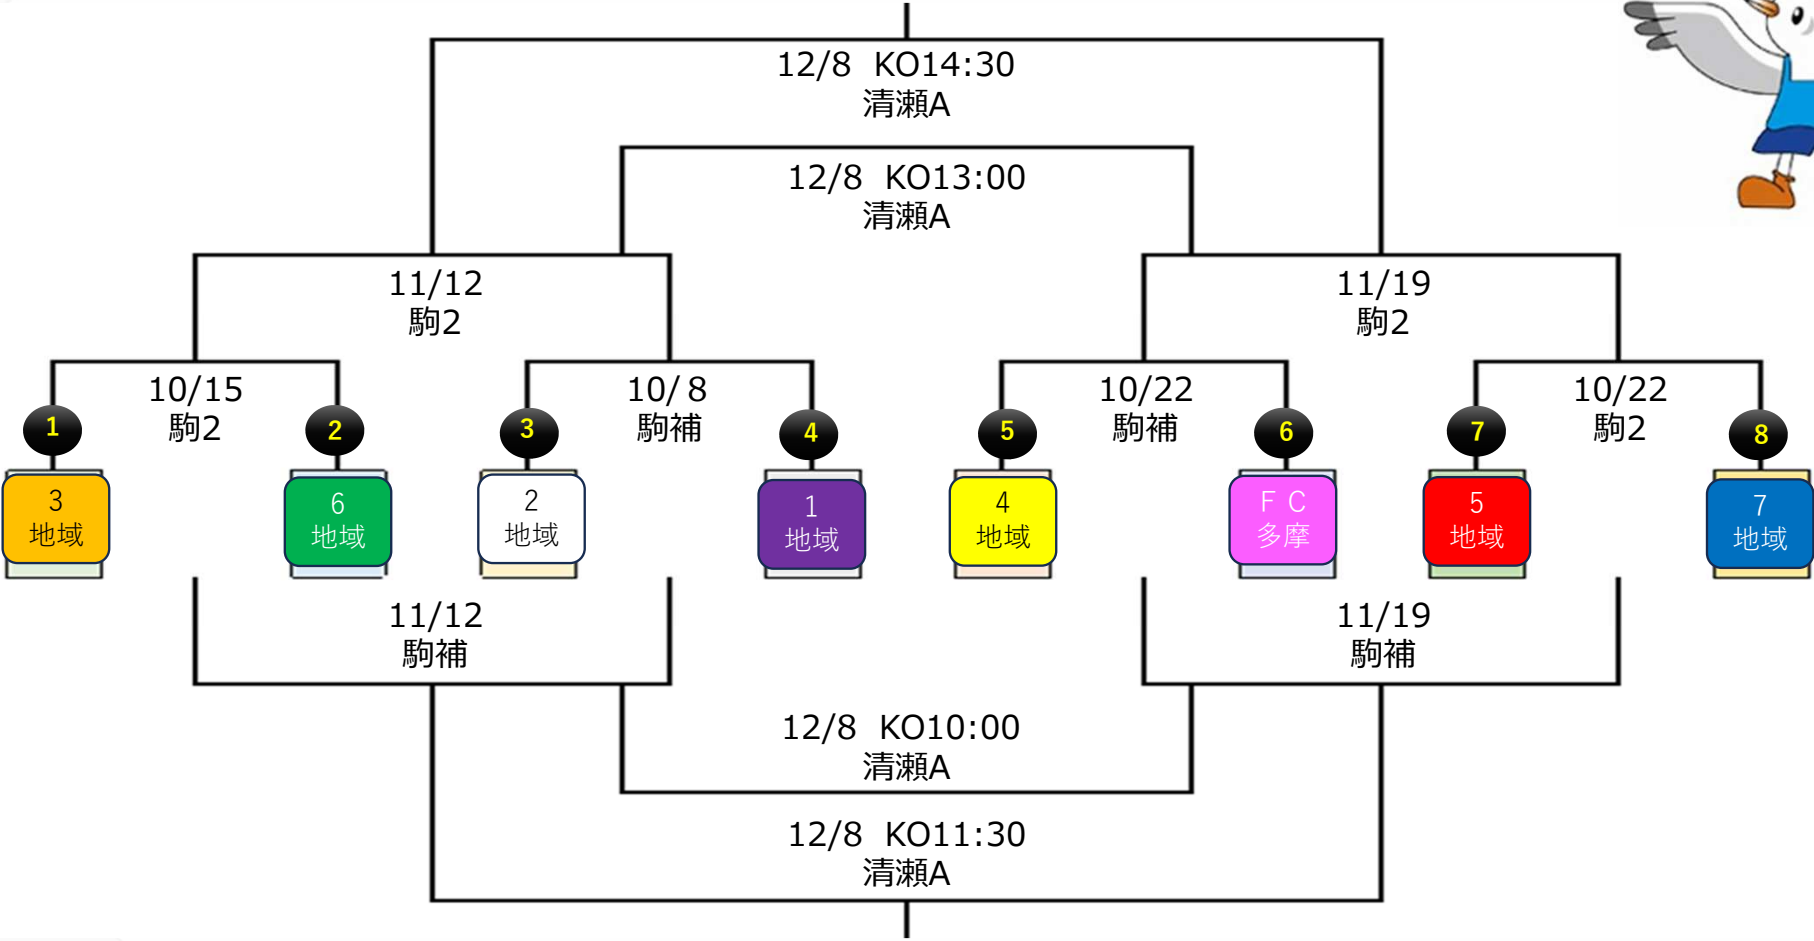 12/8 KO14:30
清瀬A
12/8 KO13:00
清瀬A
11/12
駒2
11/19
駒2
10/15
駒2
10/ 8
駒補
10/22
駒補
10/22
駒2
1
2
3
4
5
6
7
8
3
地域
6
地域
2
地域
1
地域
4
地域
ＦＣ
多摩
5
地域
7
地域
11/12
駒補
11/19
駒補
12/8 KO10:00
清瀬A
12/8 KO11:30
清瀬A